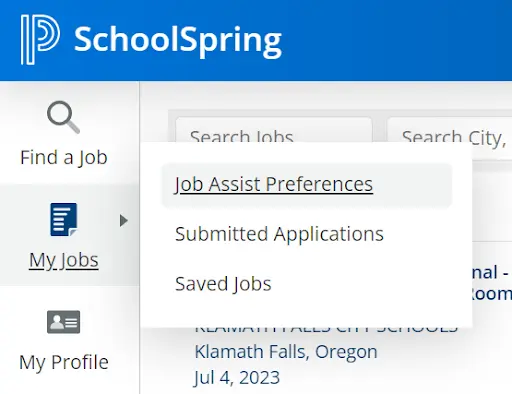 SchoolSpring
Find a Job
My Jobs
My Profile
Search Jobs
Search City,
Job Assist Preferences
Submitted Applications
Saved Jobs
nal -
Room
KLAMATH FALLS CITY SCHOOLS
Klamath Falls, Oregon
Jul 4, 2023